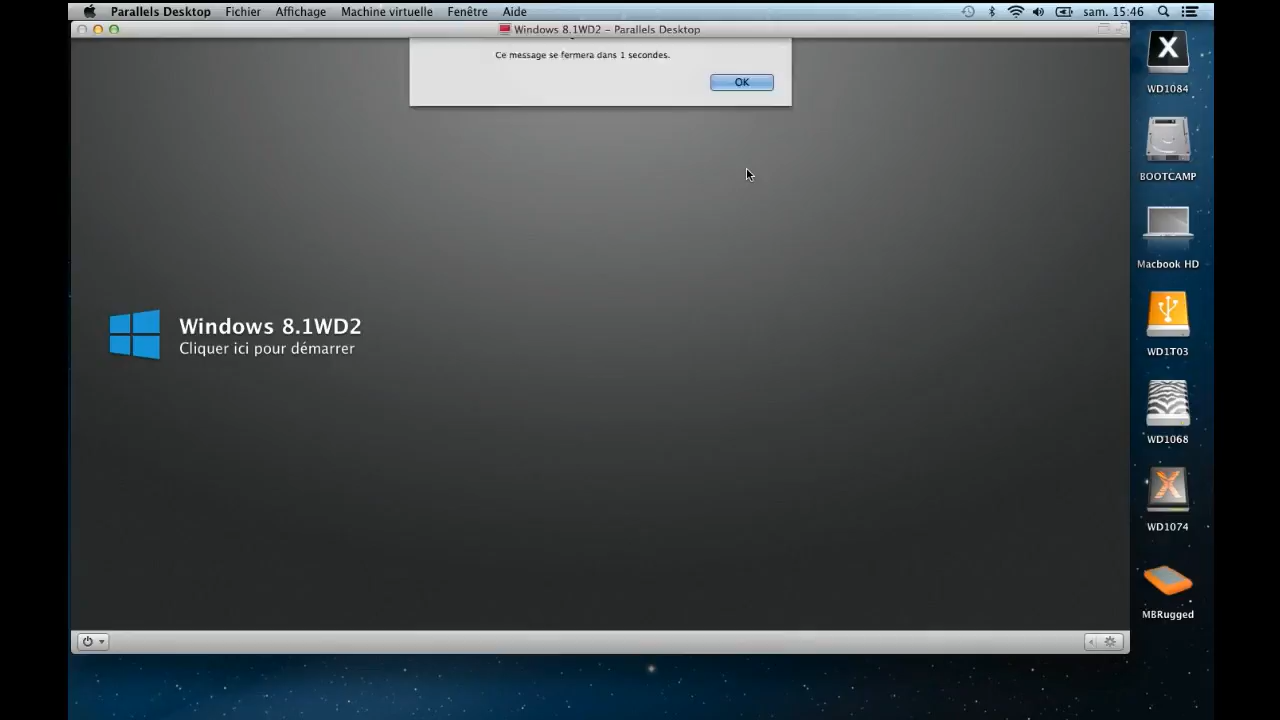 Parallels Desktop Fichier Affichage Machine virtuelle Fenêtre Aide sam. 15:46
Windows 8.1WD2 – Parallels Desktop
Ce message se fermera dans 1 secondes.
OK
WD1084
BOOTCAMP
Macbook HD
Windows 8.1WD2
Cliquer ici pour démarrer
WD1T03
WD1068
WD1074
MBRugged